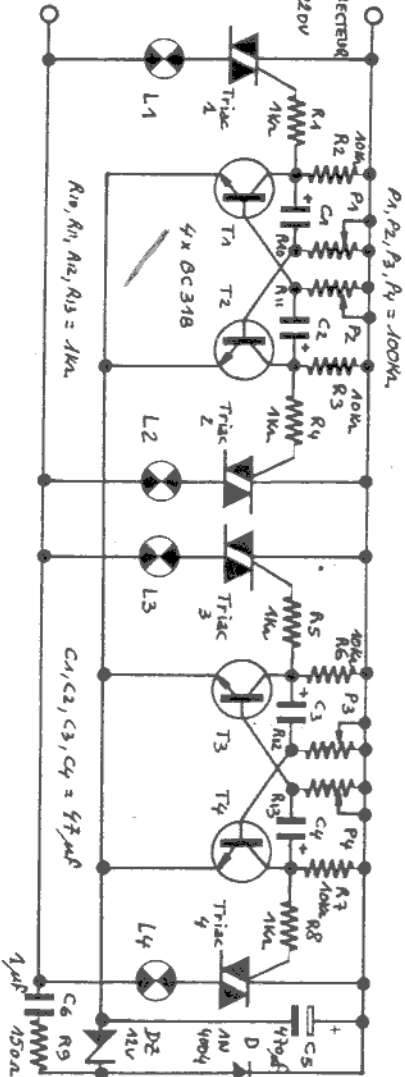 SECTEUR
220V
P1, P2, P3, P4 = 100KΩ
R1
1KΩ
R2
10KΩ
P1
C1
+
R10
R11
P2
C2
+
R3
10KΩ
R4
1KΩ
T1
T2
4 x BC 318
Triac
1
L1
Triac
2
L2
R10, R11, R12, R13 = 1KΩ
Triac
3
L3
R5
1KΩ
R6
10KΩ
P3
C3
+
R12
R13
P4
C4
+
R7
10KΩ
R8
1KΩ
T3
T4
Triac
4
L4
C1, C2, C3, C4 = 47µF
C5
470µF
+
D
1N
4004
DZ
12V
C6
1µF
R9
150Ω